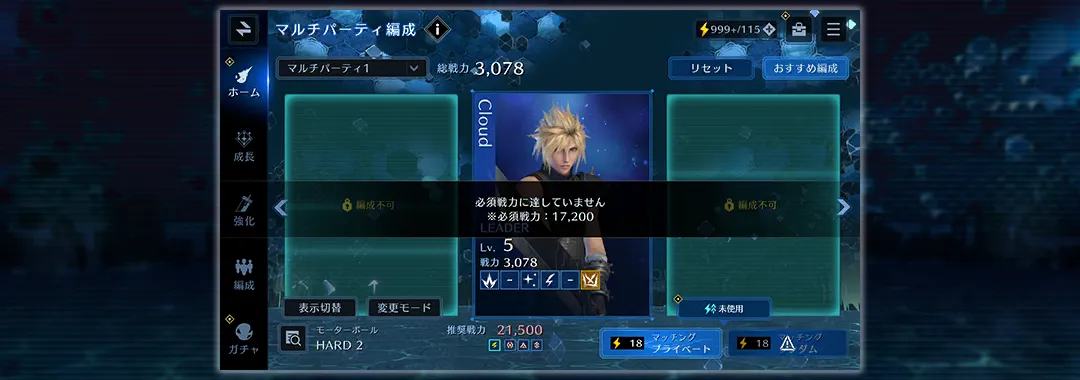 マルチパーティ編成
999+/115
マルチパーティ1
総戦力 3,078
リセット
おすすめ編成
ホーム
成長
強化
編成
ガチャ
Cloud
編成不可
必須戦力に達していません
※必須戦力：17,200
編成不可
LEADER
Lv. 5
戦力 3,078
表示切替
変更モード
未使用
モーターボール
HARD 2
推奨戦力 21,500
18
マッチング
プライベート
18
チング
ダム